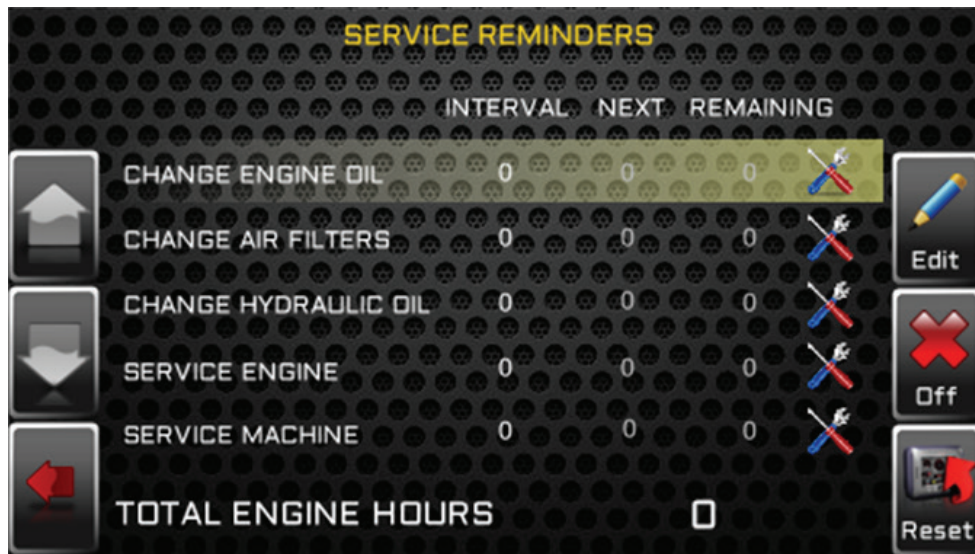 SERVICE REMINDERS
INTERVAL NEXT REMAINING
CHANGE ENGINE OIL 0 0 0
CHANGE AIR FILTERS 0 0 0
Edit
CHANGE HYDRAULIC OIL 0 0 0
SERVICE ENGINE 0 0 0
Off
SERVICE MACHINE 0 0 0
TOTAL ENGINE HOURS 0
Reset